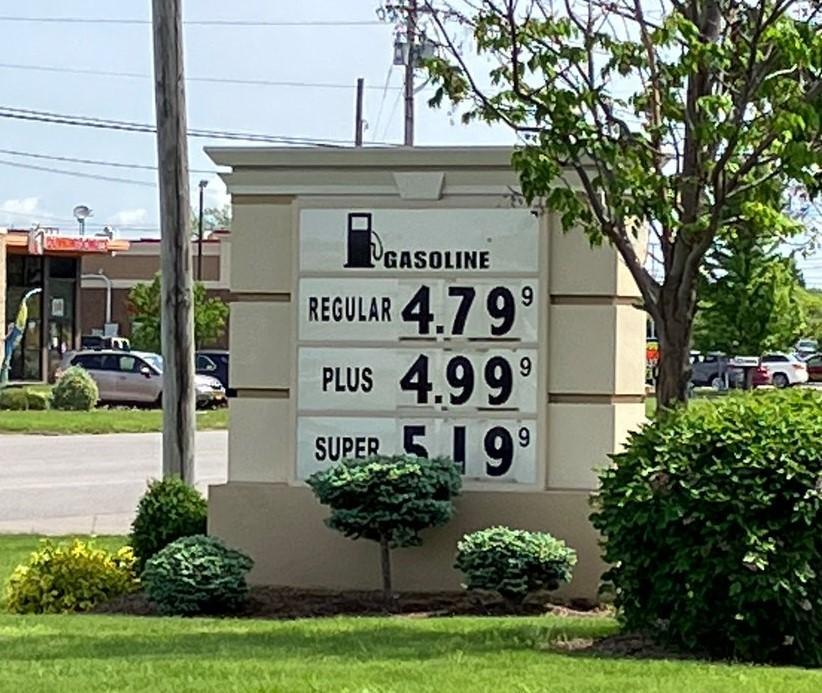 GASOLINE
REGULAR 4.79 9
PLUS 4.99 9
SUPER 5.19 9